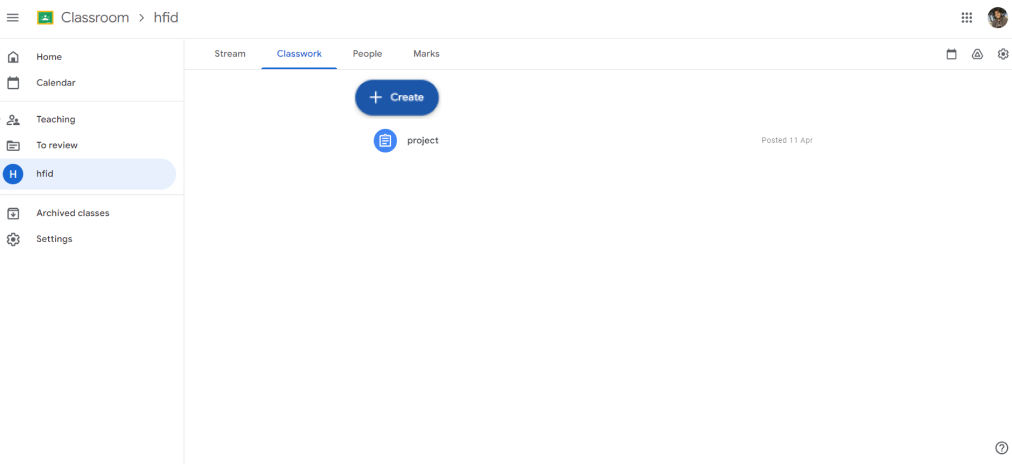 Classroom > hfid
Stream Classwork People Marks
Home
Calendar
Teaching
To review
H hfid
Archived classes
Settings
+ Create
project Posted 11 Apr